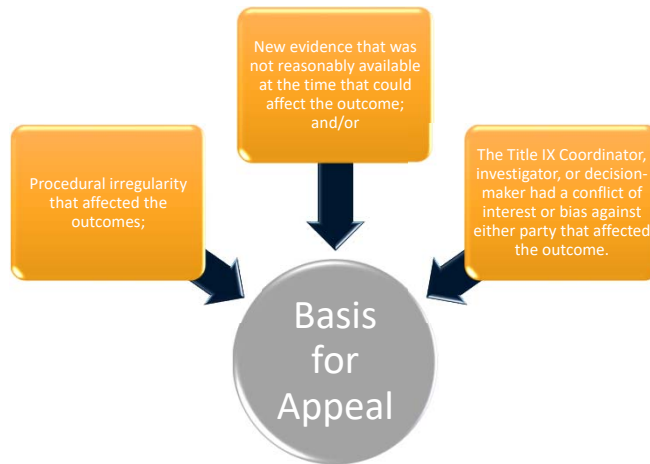 New evidence that was
not reasonably available
at the time that could
affect the outcome;
and/or
Procedural irregularity
that affected the
outcomes;
The Title IX Coordinator,
investigator, or decision-
maker had a conflict of
interest or bias against
either party that affected
the outcome.
Basis
for
Appeal